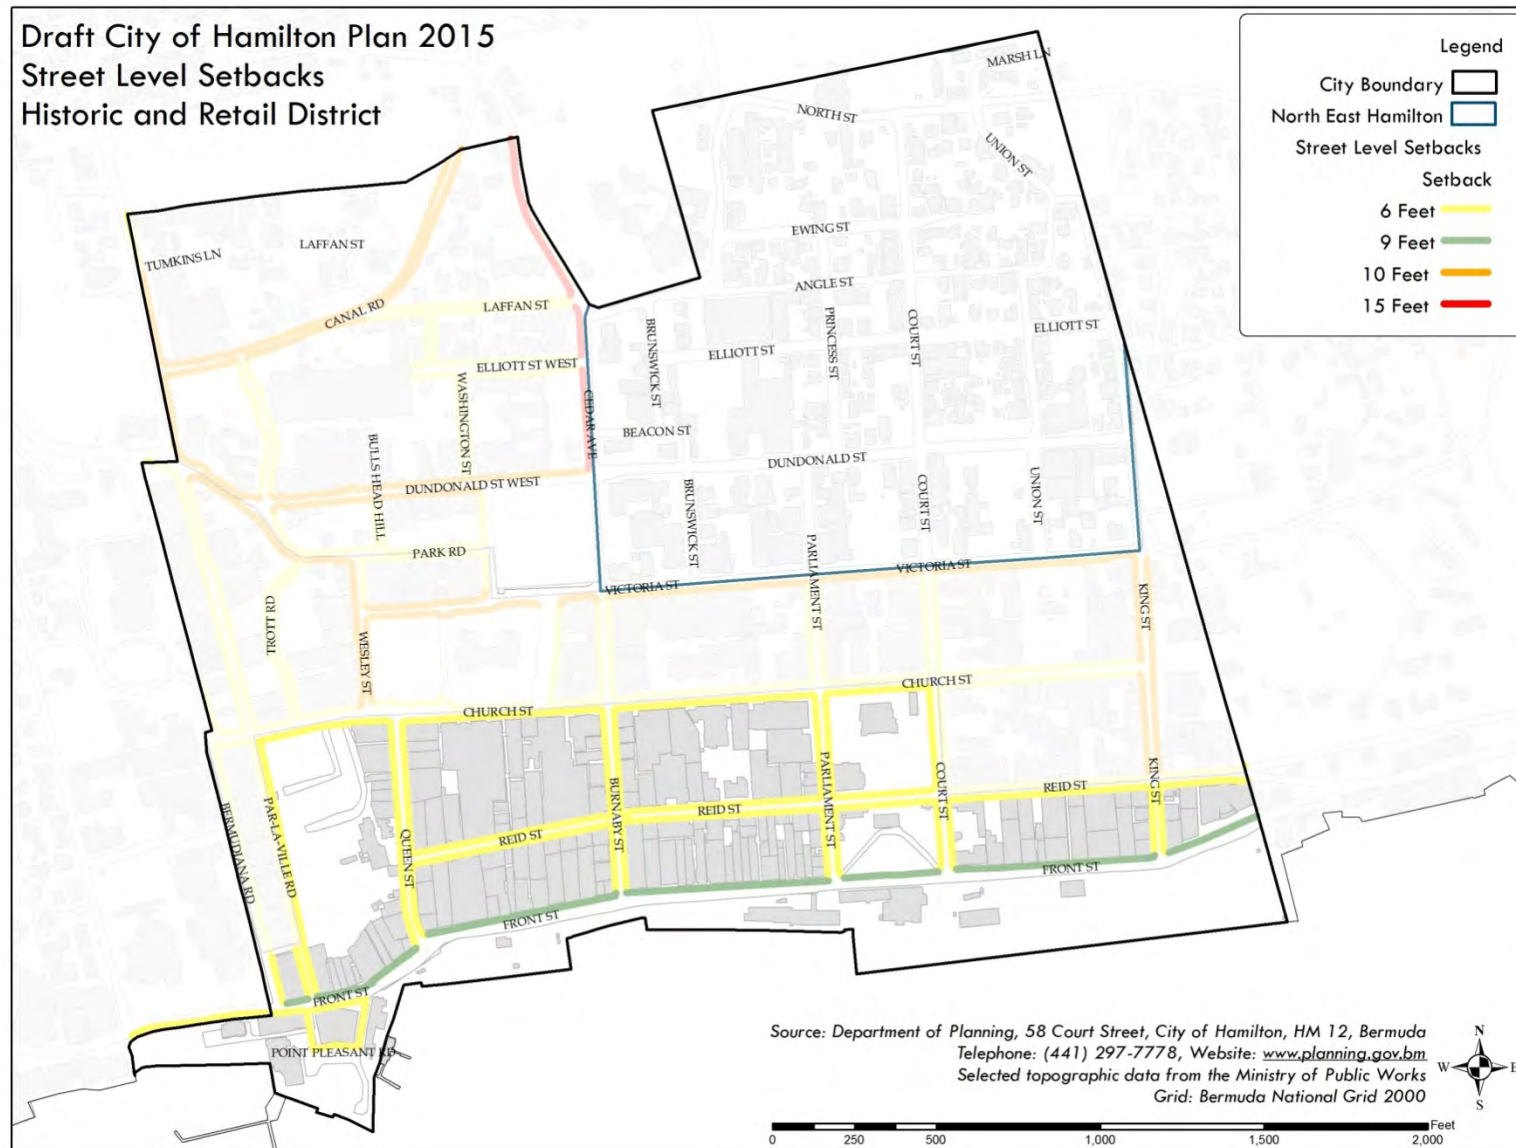 Draft City of Hamilton Plan 2015
Street Level Setbacks
Historic and Retail District
Legend
City Boundary
North East Hamilton
Street Level Setbacks
Setback
6 Feet
9 Feet
10 Feet
15 Feet
MARSH LN
NORTH ST
UNION ST
TUMKINS LN
LAFFAN ST
EWING ST
ANGLE ST
CANAL RD
LAFFAN ST
BRUNSWICK ST
PRINCESS ST
COURT ST
ELLIOTT ST
ELLIOTT ST
ELLIOTT ST WEST
WASHINGTON ST
CEDAR AVE
BEACON ST
BULLS HEAD HILL
DUNDONALD ST
DUNDONALD ST WEST
BRUNSWICK ST
COURT ST
UNION ST
PARK RD
PARLIAMENT ST
VICTORIA ST
VICTORIA ST
KING ST
TROTT RD
WESLEY ST
CHURCH ST
CHURCH ST
BERMUDIANA RD
PAR-LA-VILLE RD
QUEEN ST
BURNABY ST
PARLIAMENT ST
COURT ST
KING ST
REID ST
REID ST
REID ST
FRONT ST
FRONT ST
FRONT ST
POINT PLEASANT RD
Source: Department of Planning, 58 Court Street, City of Hamilton, HM 12, Bermuda
Telephone: (441) 297-7778, Website: www.planning.gov.bm
Selected topographic data from the Ministry of Public Works
Grid: Bermuda National Grid 2000
N
W
E
S
Feet
0 250 500 1,000 1,500 2,000